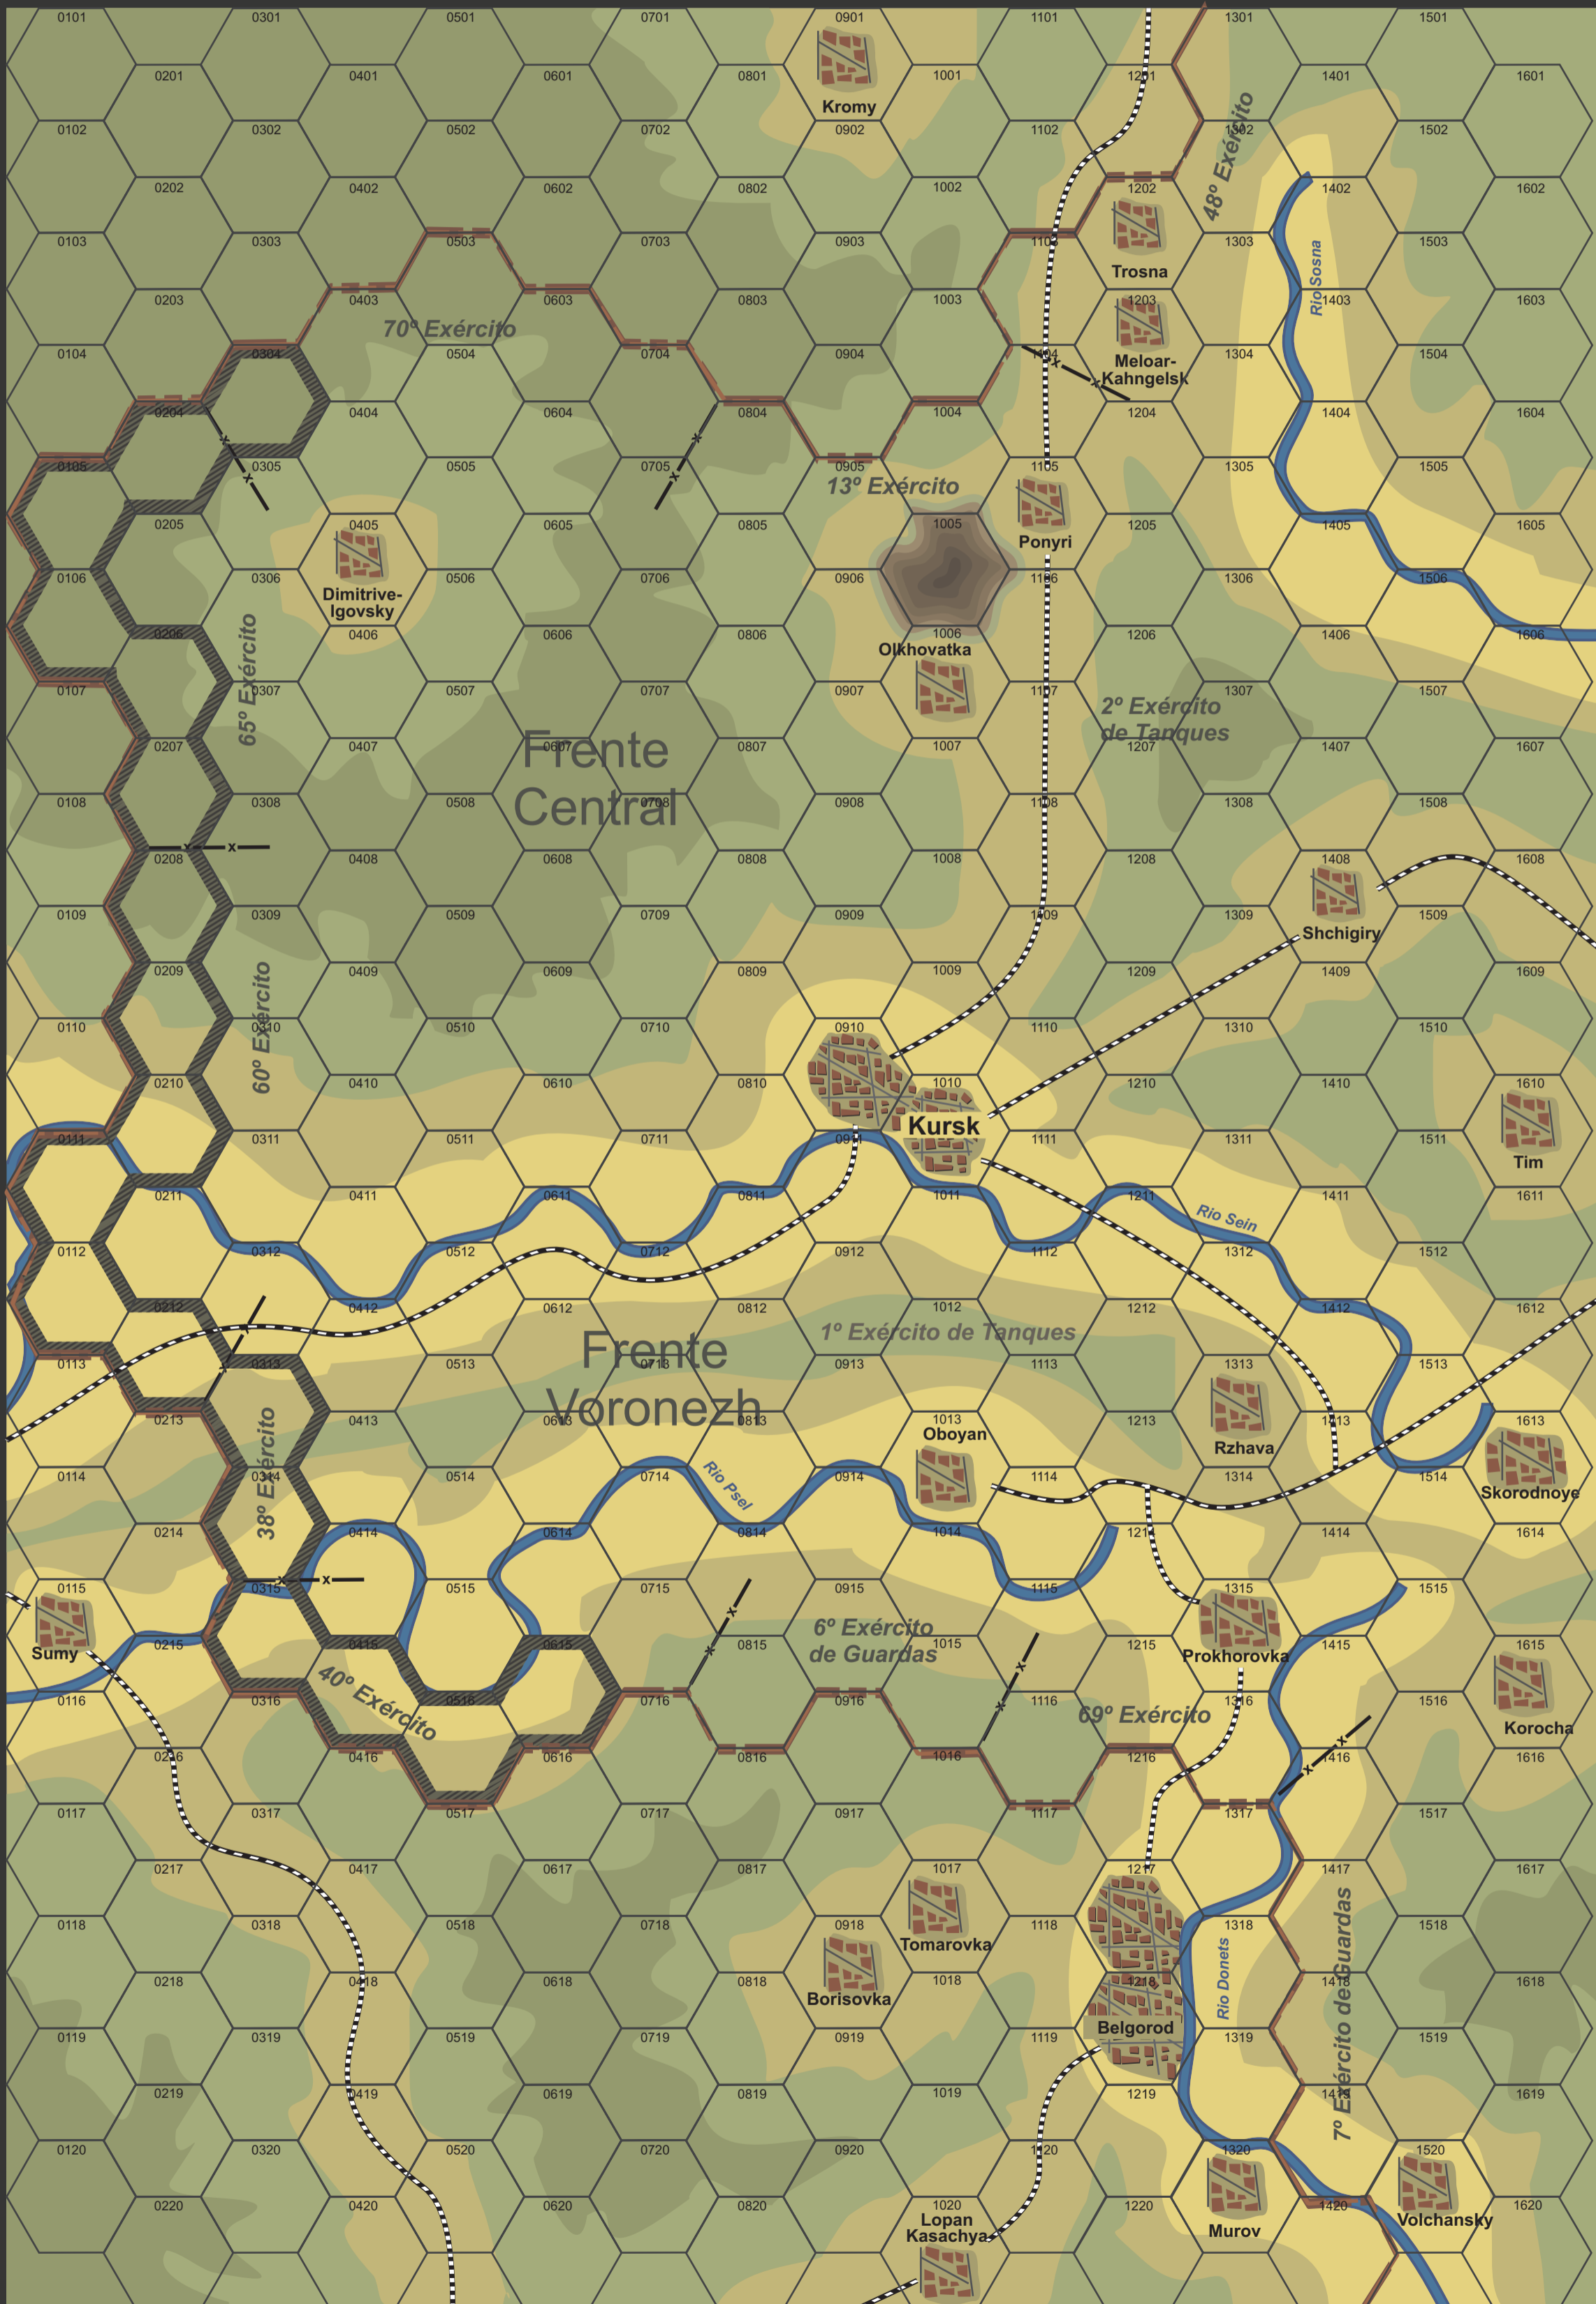 0101 0301 0501 0701 0901 1101 1301 1501
0201 0401 0601 0801 1001 1201 1401 1601
Kromy
0102 0302 0502 0702 0902 1102 1302 1502
48º Exército
0202 0402 0602 0802 1002 1202 1402 1602
0103 0303 0503 0703 0903 1103 1303 1503
Trosna
Rio Sosna
0203 0403 0603 0803 1003 1203 1403 1603
70º Exército
0104 0304 0504 0704 0904 1104 1304 1504
Meloar-
Kahngelsk
0204 0404 0604 0804 1004 1204 1404 1604
0105 0305 0505 0705 0905 1105 1305 1505
13º Exército
0205 0405 0605 0805 1005 1205 1405 1605
Ponyri
0106 0306 0506 0706 0906 1106 1306 1506
Dimitrive-
Igovsky
0206 0406 0606 0806 1006 1206 1406 1606
Olkhovatka
65º Exército
0107 0307 0507 0707 0907 1107 1307 1507
2º Exército
de Tanques
0207 0407 0607 0807 1007 1207 1407 1607
Frente
Central
0108 0308 0508 0708 0908 1108 1308 1508
0208 0408 0608 0808 1008 1208 1408 1608
0109 0309 0509 0709 0909 1109 1309 1509
Shchigiry
0209 0409 0609 0809 1009 1209 1409 1609
60º Exército
0110 0310 0510 0710 0910 1110 1310 1510
0210 0410 0610 0810 1010 1210 1410 1610
Kursk
0111 0311 0511 0711 0911 1111 1311 1511
Tim
0211 0411 0611 0811 1011 1211 1411 1611
Rio Sein
0112 0312 0512 0712 0912 1112 1312 1512
0212 0412 0612 0812 1012 1212 1412 1612
1º Exército de Tanques
Frente
Voronezh
0113 0313 0513 0713 0913 1113 1313 1513
0213 0413 0613 0813 1013 1213 1413 1613
Oboyan
Rzhava
38º Exército
0114 0314 0514 0714 0914 1114 1314 1514
Rio Psel
Skorodnoye
0214 0414 0614 0814 1014 1214 1414 1614
0115 0315 0515 0715 0915 1115 1315 1515
6º Exército
de Guardas
0215 0415 0615 0815 1015 1215 1415 1615
Sumy
Prokhorovka
0116 0316 0516 0716 0916 1116 1316 1516
40º Exército
69º Exército
Korocha
0216 0416 0616 0816 1016 1216 1416 1616
0117 0317 0517 0717 0917 1117 1317 1517
0217 0417 0617 0817 1017 1217 1417 1617
0118 0318 0518 0718 0918 1118 1318 1518
Tomarovka
7º Exército de Guardas
Rio Donets
0218 0418 0618 0818 1018 1218 1418 1618
Borisovka
Belgorod
0119 0319 0519 0719 0919 1119 1319 1519
0219 0419 0619 0819 1019 1219 1419 1619
0120 0320 0520 0720 0920 1120 1320 1520
0220 0420 0620 0820 1020 1220 1420 1620
Lopan
Kasachya
Murov
Volchansky